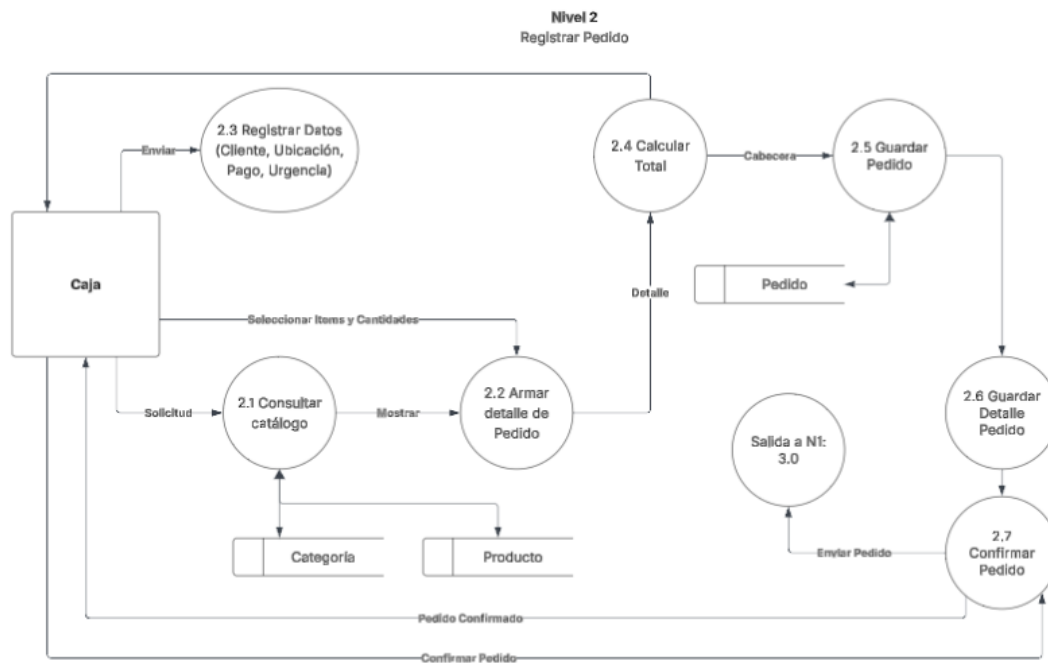 Nivel 2
Registrar Pedido
2.3 Registrar Datos
(Cliente, Ubicación,
Pago, Urgencia)
Enviar
2.4 Calcular
Total
Cabecera
2.5 Guardar
Pedido
Caja
Pedido
Detalle
Seleccionar Items y Cantidades
2.1 Consultar
catálogo
Solicitud
Mostrar
2.2 Armar
detalle de
Pedido
2.6 Guardar
Detalle
Pedido
Salida a N1:
3.0
Categoría
Producto
Enviar Pedido
2.7
Confirmar
Pedido
Pedido Confirmado
Confirmar Pedido